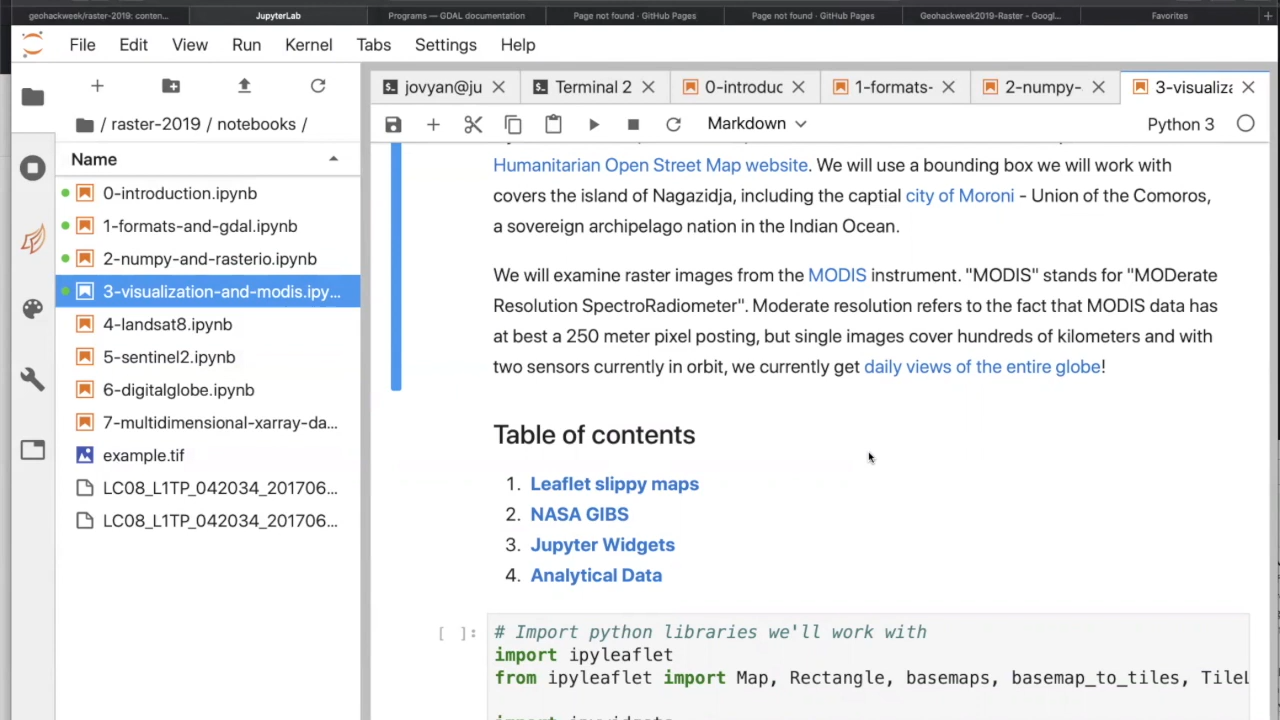 geohackweek/raster-2019: conten...
JupyterLab
Programs — GDAL documentation
Page not found · GitHub Pages
Page not found · GitHub Pages
Geohackweek2019-Raster - Googl...
Favorites
File Edit View Run Kernel Tabs Settings Help
jovyan@ju
Terminal 2
0-introduc
1-formats-
2-numpy-
3-visualiza
/ raster-2019 / notebooks /
Markdown
Python 3
Name
0-introduction.ipynb
1-formats-and-gdal.ipynb
2-numpy-and-rasterio.ipynb
3-visualization-and-modis.ipy...
4-landsat8.ipynb
5-sentinel2.ipynb
6-digitalglobe.ipynb
7-multidimensional-xarray-da...
example.tif
LC08_L1TP_042034_201706...
LC08_L1TP_042034_201706...
Humanitarian Open Street Map website. We will use a bounding box we will work with
covers the island of Nagazidja, including the captial city of Moroni - Union of the Comoros,
a sovereign archipelago nation in the Indian Ocean.
We will examine raster images from the MODIS instrument. "MODIS" stands for "MODerate
Resolution SpectroRadiometer". Moderate resolution refers to the fact that MODIS data has
at best a 250 meter pixel posting, but single images cover hundreds of kilometers and with
two sensors currently in orbit, we currently get daily views of the entire globe!
Table of contents
1. Leaflet slippy maps
2. NASA GIBS
3. Jupyter Widgets
4. Analytical Data
[ ]:
# Import python libraries we'll work with
import ipyleaflet
from ipyleaflet import Map, Rectangle, basemaps, basemap_to_tiles, TileL